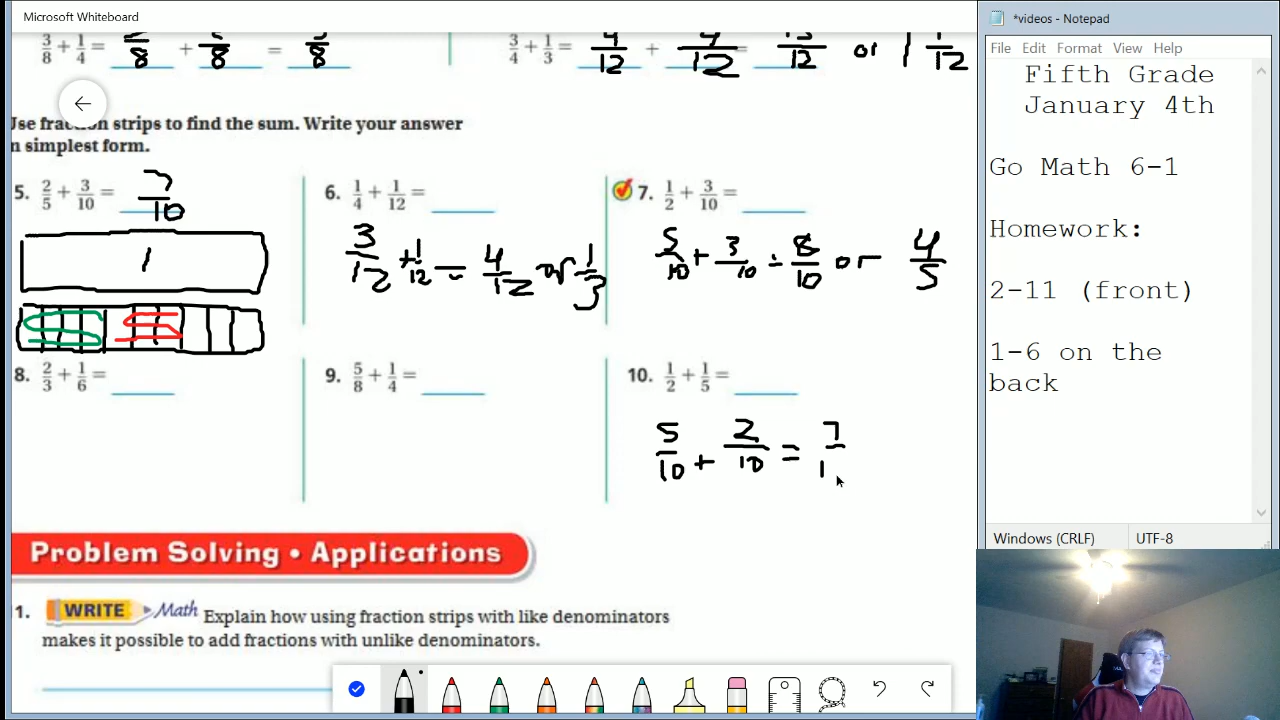 Microsoft Whiteboard
3/8 + 1/4 = /8 + /8 = /8
3/4 + 1/3 = /12 + 4/12 = /12 or 1 1/12
Use fraction strips to find the sum. Write your answer
n simplest form.
5. 2/5 + 3/10 = 7/10
6. 1/4 + 1/12 =
7. 1/2 + 3/10 =
1
3/12 + 1/12 = 4/12 or 1/3
5/10 + 3/10 = 8/10 or 4/5
8. 2/3 + 1/6 =
9. 5/8 + 1/4 =
10. 1/2 + 1/5 =
5/10 + 2/10 = 7/1
Problem Solving • Applications
1. WRITE Math Explain how using fraction strips with like denominators
makes it possible to add fractions with unlike denominators.
*videos - Notepad
File Edit Format View Help
Fifth Grade
January 4th
Go Math 6-1
Homework:
2-11 (front)
1-6 on the
back
Windows (CRLF) UTF-8